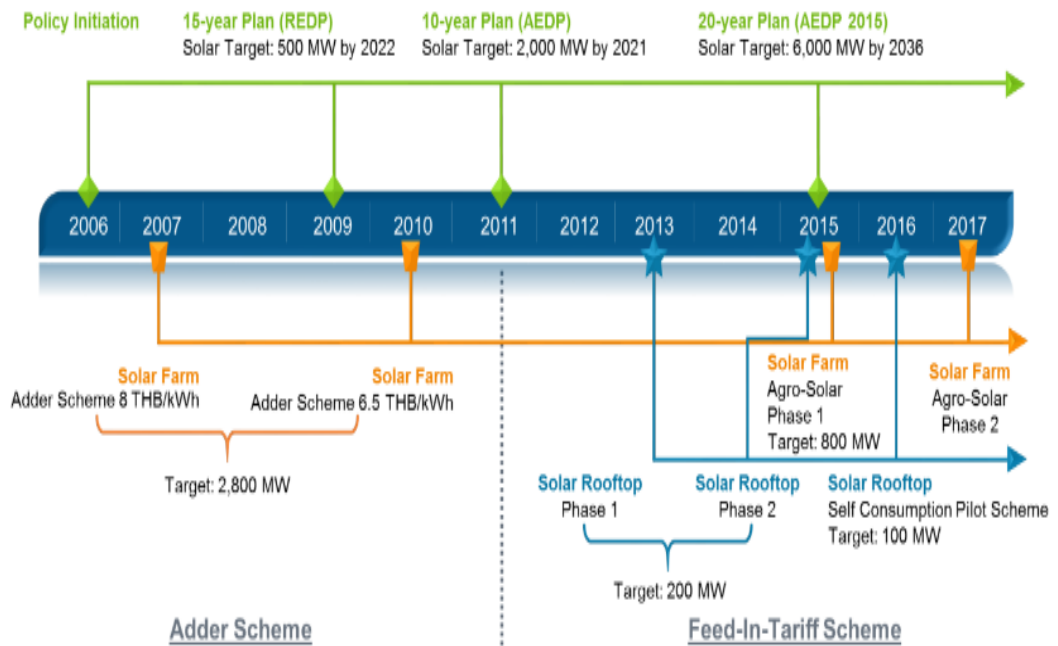 Policy Initiation
15-year Plan (REDP)
Solar Target: 500 MW by 2022
10-year Plan (AEDP)
Solar Target: 2,000 MW by 2021
20-year Plan (AEDP 2015)
Solar Target: 6,000 MW by 2036
2006 2007 2008 2009 2010 2011 2012 2013 2014 2015 2016 2017
Solar Farm
Adder Scheme 8 THB/kWh
Solar Farm
Adder Scheme 6.5 THB/kWh
Target: 2,800 MW
Solar Farm
Agro-Solar
Phase 1
Target: 800 MW
Solar Farm
Agro-Solar
Phase 2
Solar Rooftop
Phase 1
Solar Rooftop
Phase 2
Target: 200 MW
Solar Rooftop
Self Consumption Pilot Scheme
Target: 100 MW
Adder Scheme
Feed-In-Tariff Scheme